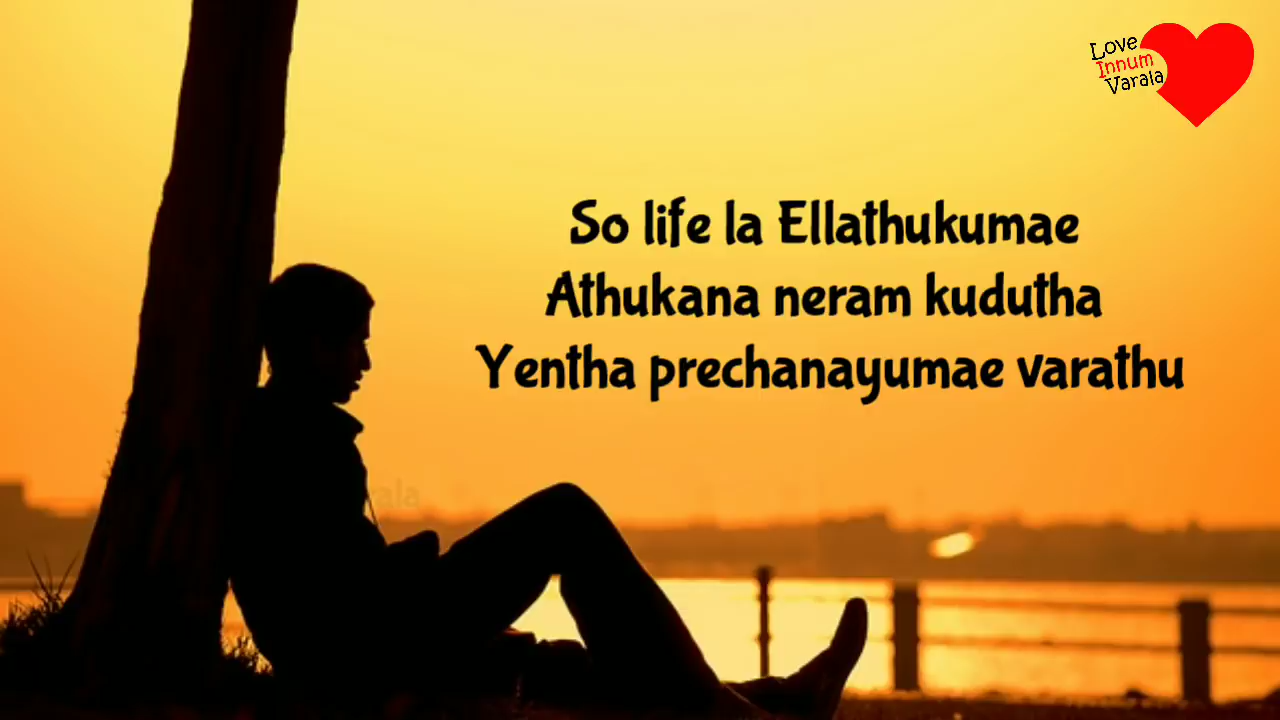 Love
Innum
Varala
So life la Ellathukumae
Athukana neram kudutha
Yentha prechanayumae varathu